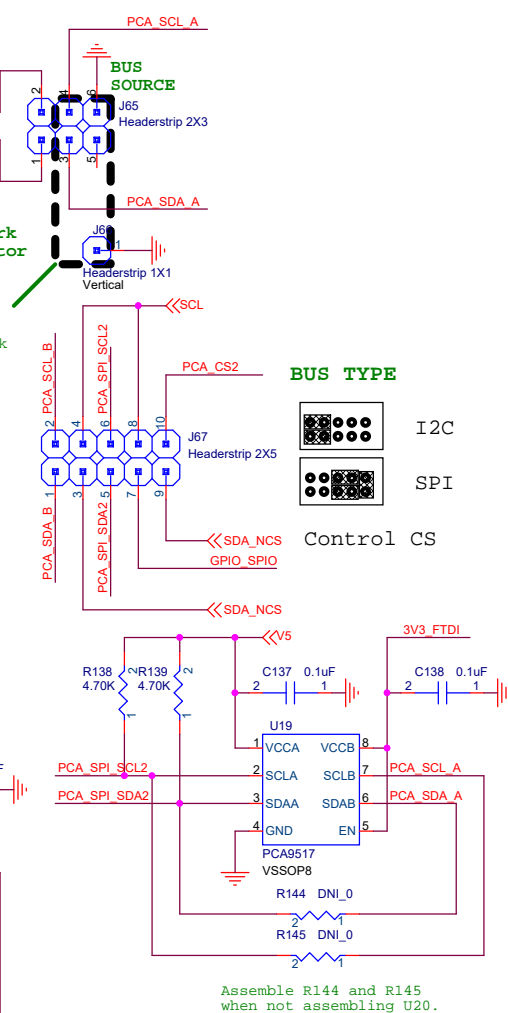 PCA_SCL_A
BUS
SOURCE
2
4
6
J65
Headerstrip 2X3
1
3
5
PCA_SDA_A
rk
tor
J66
1
Headerstrip 1X1
Vertical
k
SCL
PCA_SCL_B
PCA_SPI_SCL2
PCA_CS2
BUS TYPE
2
4
6
8
10
J67
Headerstrip 2X5
I2C
SPI
1
3
5
7
9
PCA_SDA_B
PCA_SPI_SDA2
SDA_NCS
Control CS
GPIO_SPIO
SDA_NCS
V5
3V3_FTDI
R138
4.70K
2
1
R139
4.70K
2
1
C137 0.1uF
2 1
C138 0.1uF
2 1
U19
1 VCCA VCCB 8
PCA_SPI_SCL2
2 SCLA SCLB 7
PCA_SCL_A
PCA_SPI_SDA2
3 SDAA SDAB 6
PCA_SDA_A
4 GND EN 5
PCA9517
VSSOP8
F
R144 DNI_0
2 1
R145 DNI_0
2 1
Assemble R144 and R145
when not assembling U20.